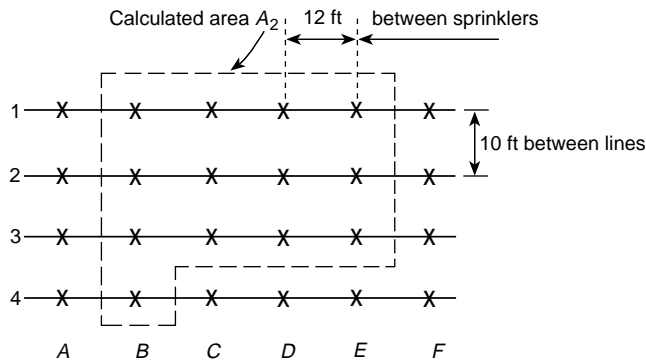 Calculated area A₂
12 ft
between sprinklers
1
10 ft between lines
2
3
4
A B C D E F